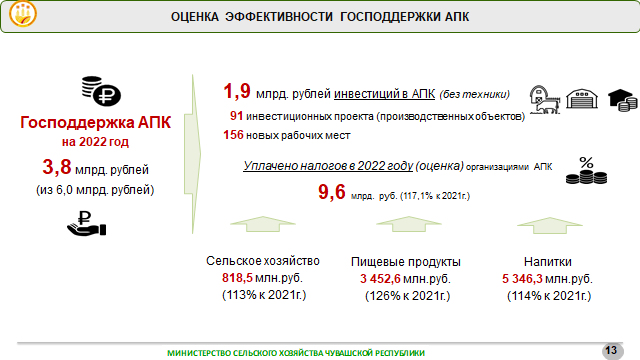 ОЦЕНКА ЭФФЕКТИВНОСТИ ГОСПОДДЕРЖКИ АПК
Господдержка АПК
на 2022 год
3,8 млрд. рублей
(из 6,0 млрд. рублей)
₽
₽
1,9 млрд. рублей инвестиций в АПК (без техники)
91 инвестиционных проекта (производственных объектов)
156 новых рабочих мест
Уплачено налогов в 2022 году (оценка) организациями АПК
%
9,6 млрд. руб. (117,1% к 2021г.)
Сельское хозяйство
818,5 млн.руб.
(113% к 2021г.)
Пищевые продукты
3 452,6 млн.руб.
(126% к 2021г.)
Напитки
5 346,3 млн.руб.
(114% к 2021г.)
МИНИСТЕРСТВО СЕЛЬСКОГО ХОЗЯЙСТВА ЧУВАШСКОЙ РЕСПУБЛИКИ
13